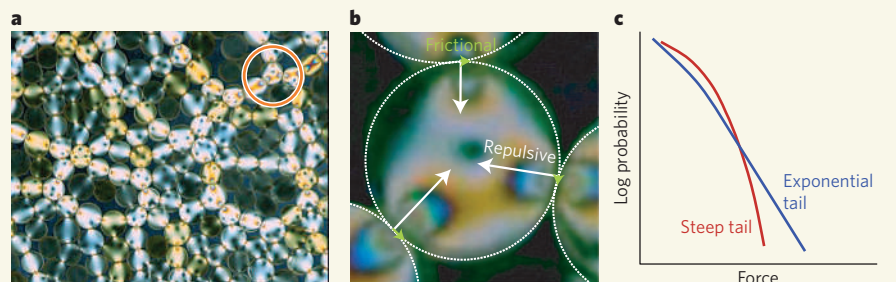 a
b
c
Frictional
Repulsive
Log probability
Exponential
tail
Steep tail
Force